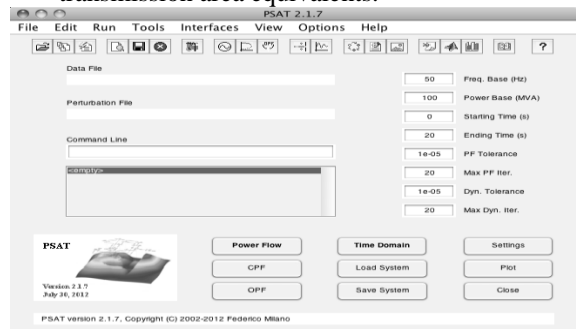 transmission area equivalents.
PSAT 2.1.7
File Edit Run Tools Interfaces View Options Help
?
Data File
50 Freq. Base (Hz)
100 Power Base (MVA)
Perturbation File
0 Starting Time (s)
20 Ending Time (s)
Command Line
1e-05 PF Tolerance
<empty>
20 Max PF Iter.
1e-05 Dyn. Tolerance
20 Max Dyn. Iter.
PSAT
Version 2.1.7
July 30, 2012
Power Flow Time Domain Settings
CPF Load System Plot
OPF Save System Close
PSAT version 2.1.7, Copyright (C) 2002-2012 Federico Milano